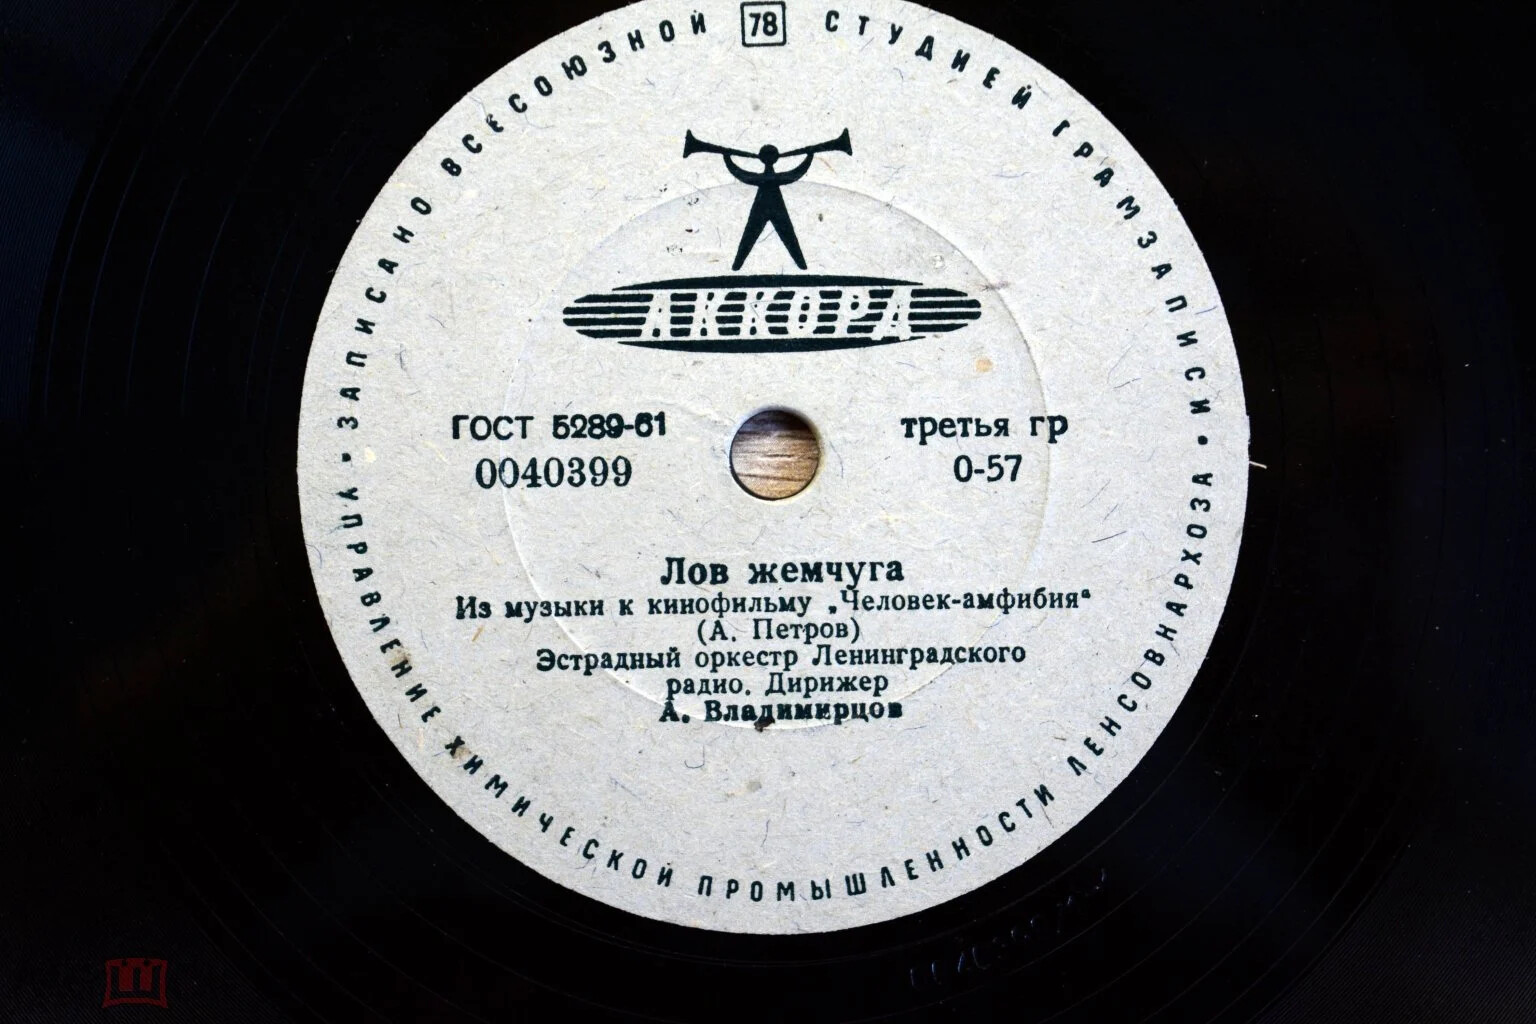 ЗАПИСАНО ВСЕСОЮЗНОЙ СТУДИЕЙ ГРАМЗАПИСИ •
78
АККОРД
ГОСТ 5289-61
третья гр
0040399
0-57
Лов жемчуга
Из музыки к кинофильму „Человек-амфибия“
(А. Петров)
Эстрадный оркестр Ленинградского
радио. Дирижер
А. Владимирцов
УПРАВЛЕНИЕ ХИМИЧЕСКОЙ ПРОМЫШЛЕННОСТИ ЛЕНСОВНАРХОЗА •